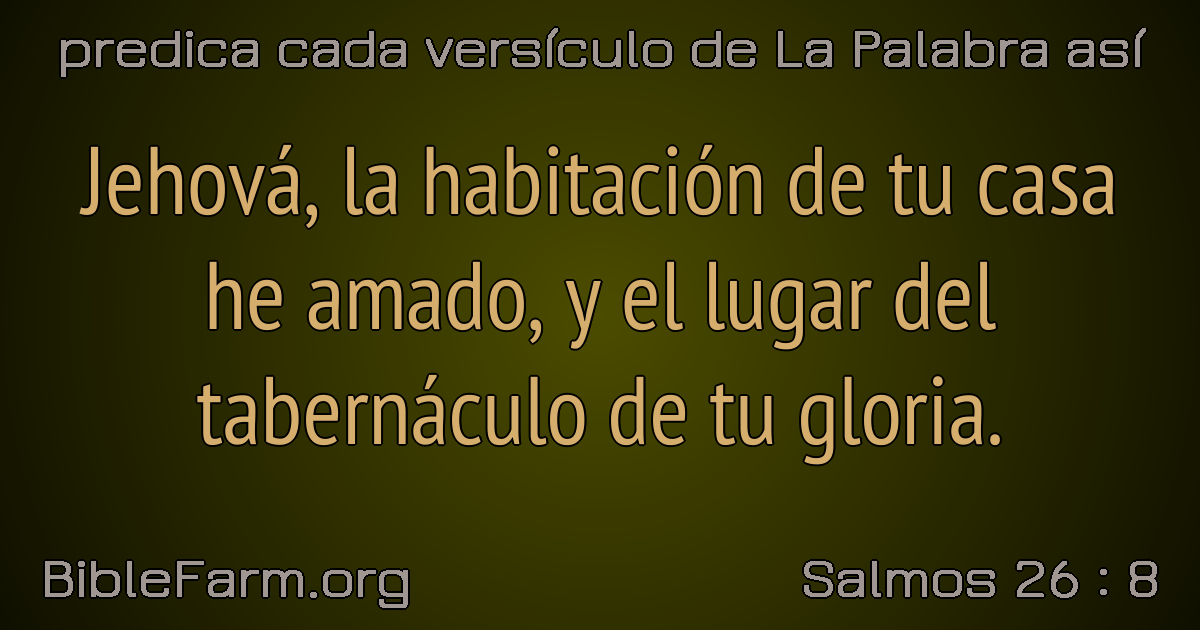 predica cada versículo de La Palabra así
Jehová, la habitación de tu casa
he amado, y el lugar del
tabernáculo de tu gloria.
BibleFarm.org
Salmos 26 : 8